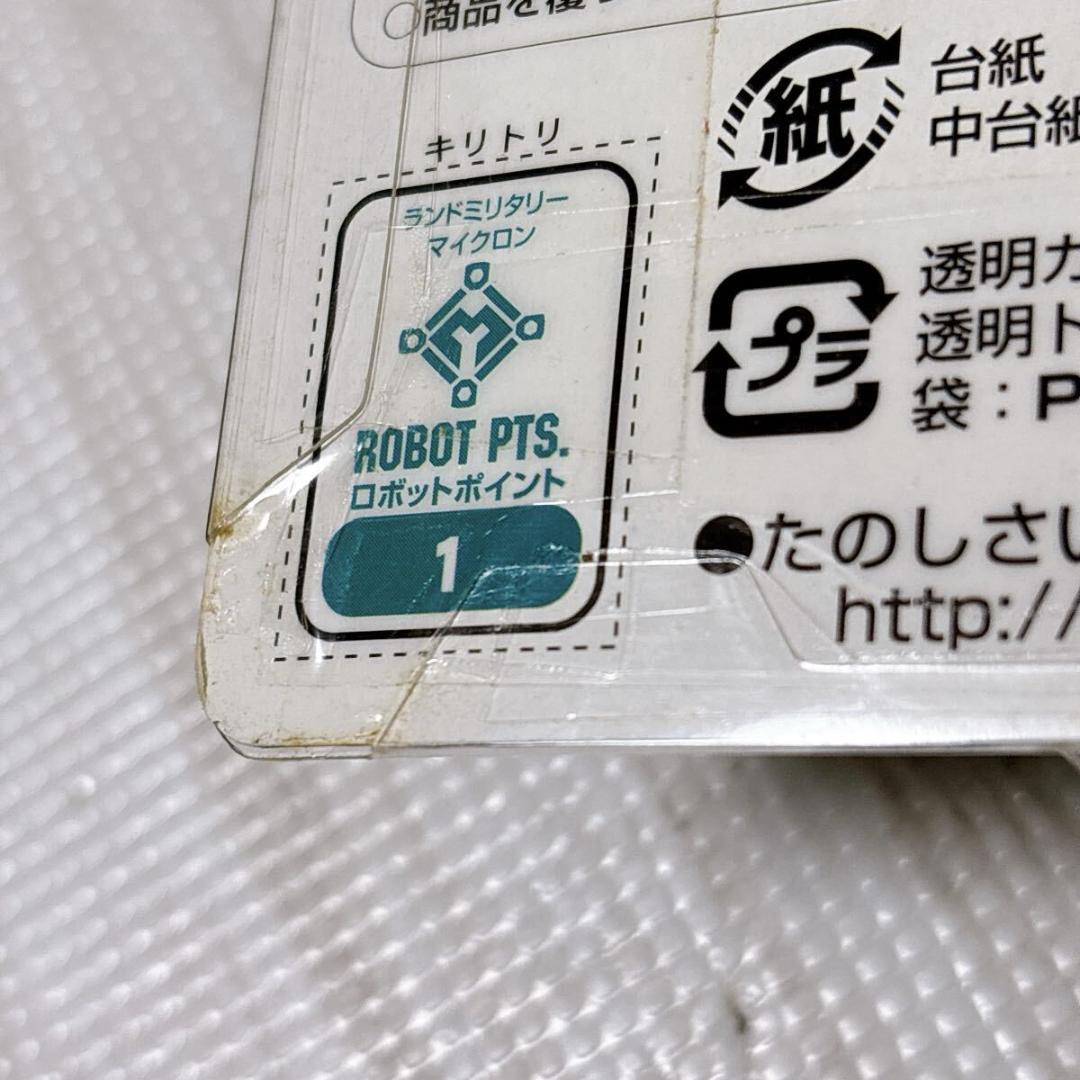 商品を覆
キリトリ
ランドミリタリー
マイクロン
ROBOT PTS.
ロボットポイント
1
紙
台紙
中台紙
プラ
透明カ
透明ト
袋：P
●たのしさい
http://